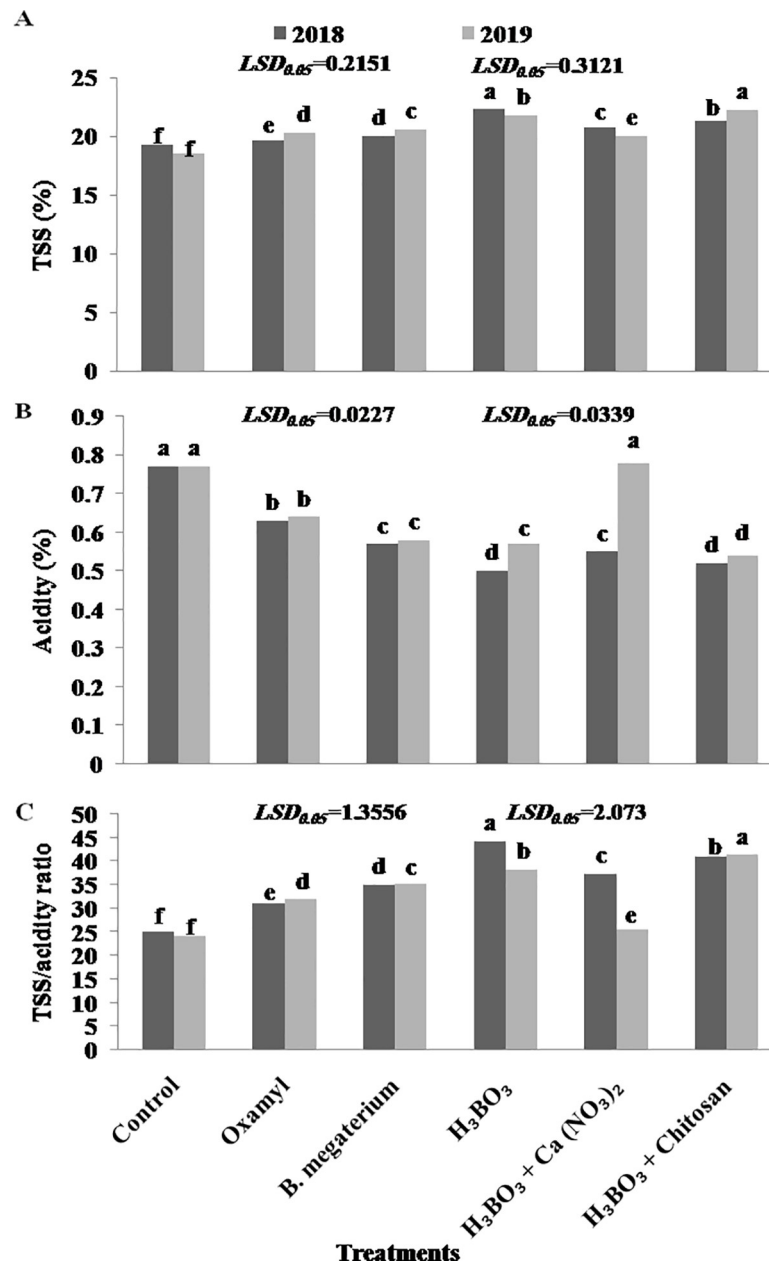 A
2018 2019
LSD0.05=0.2151 LSD0.05=0.3121
TSS (%)
25
20
15
10
5
0
f f e d d c a b c e b a
B
LSD0.05=0.0227 LSD0.05=0.0339
Acidity (%)
0.9
0.8
0.7
0.6
0.5
0.4
0.3
0.2
0.1
0
a a b b c c d c c a d d
C
LSD0.05=1.3556 LSD0.05=2.073
TSS/acidity ratio
50
45
40
35
30
25
20
15
10
5
0
f f e d d c a b c e b a
Control
Oxamyl
B. megaterium
H₃BO₃
H₃BO₃ + Ca (NO₃)₂
H₃BO₃ + Chitosan
Treatments